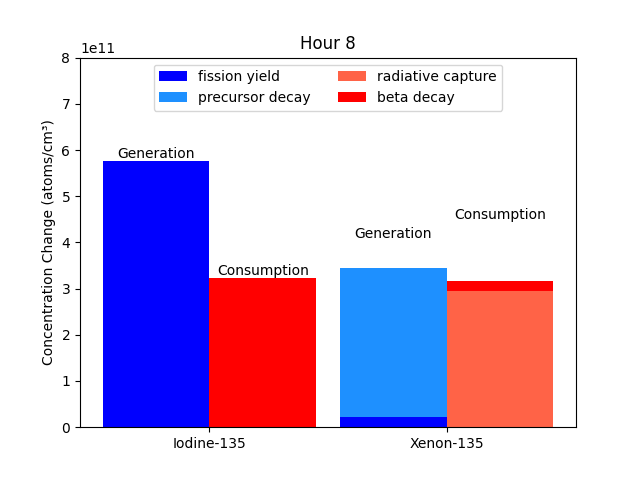 Hour 8
1e11
8
7
6
5
4
3
2
1
0
Concentration Change (atoms/cm³)
fission yield
precursor decay
radiative capture
beta decay
Generation
Consumption
Generation
Consumption
Iodine-135
Xenon-135